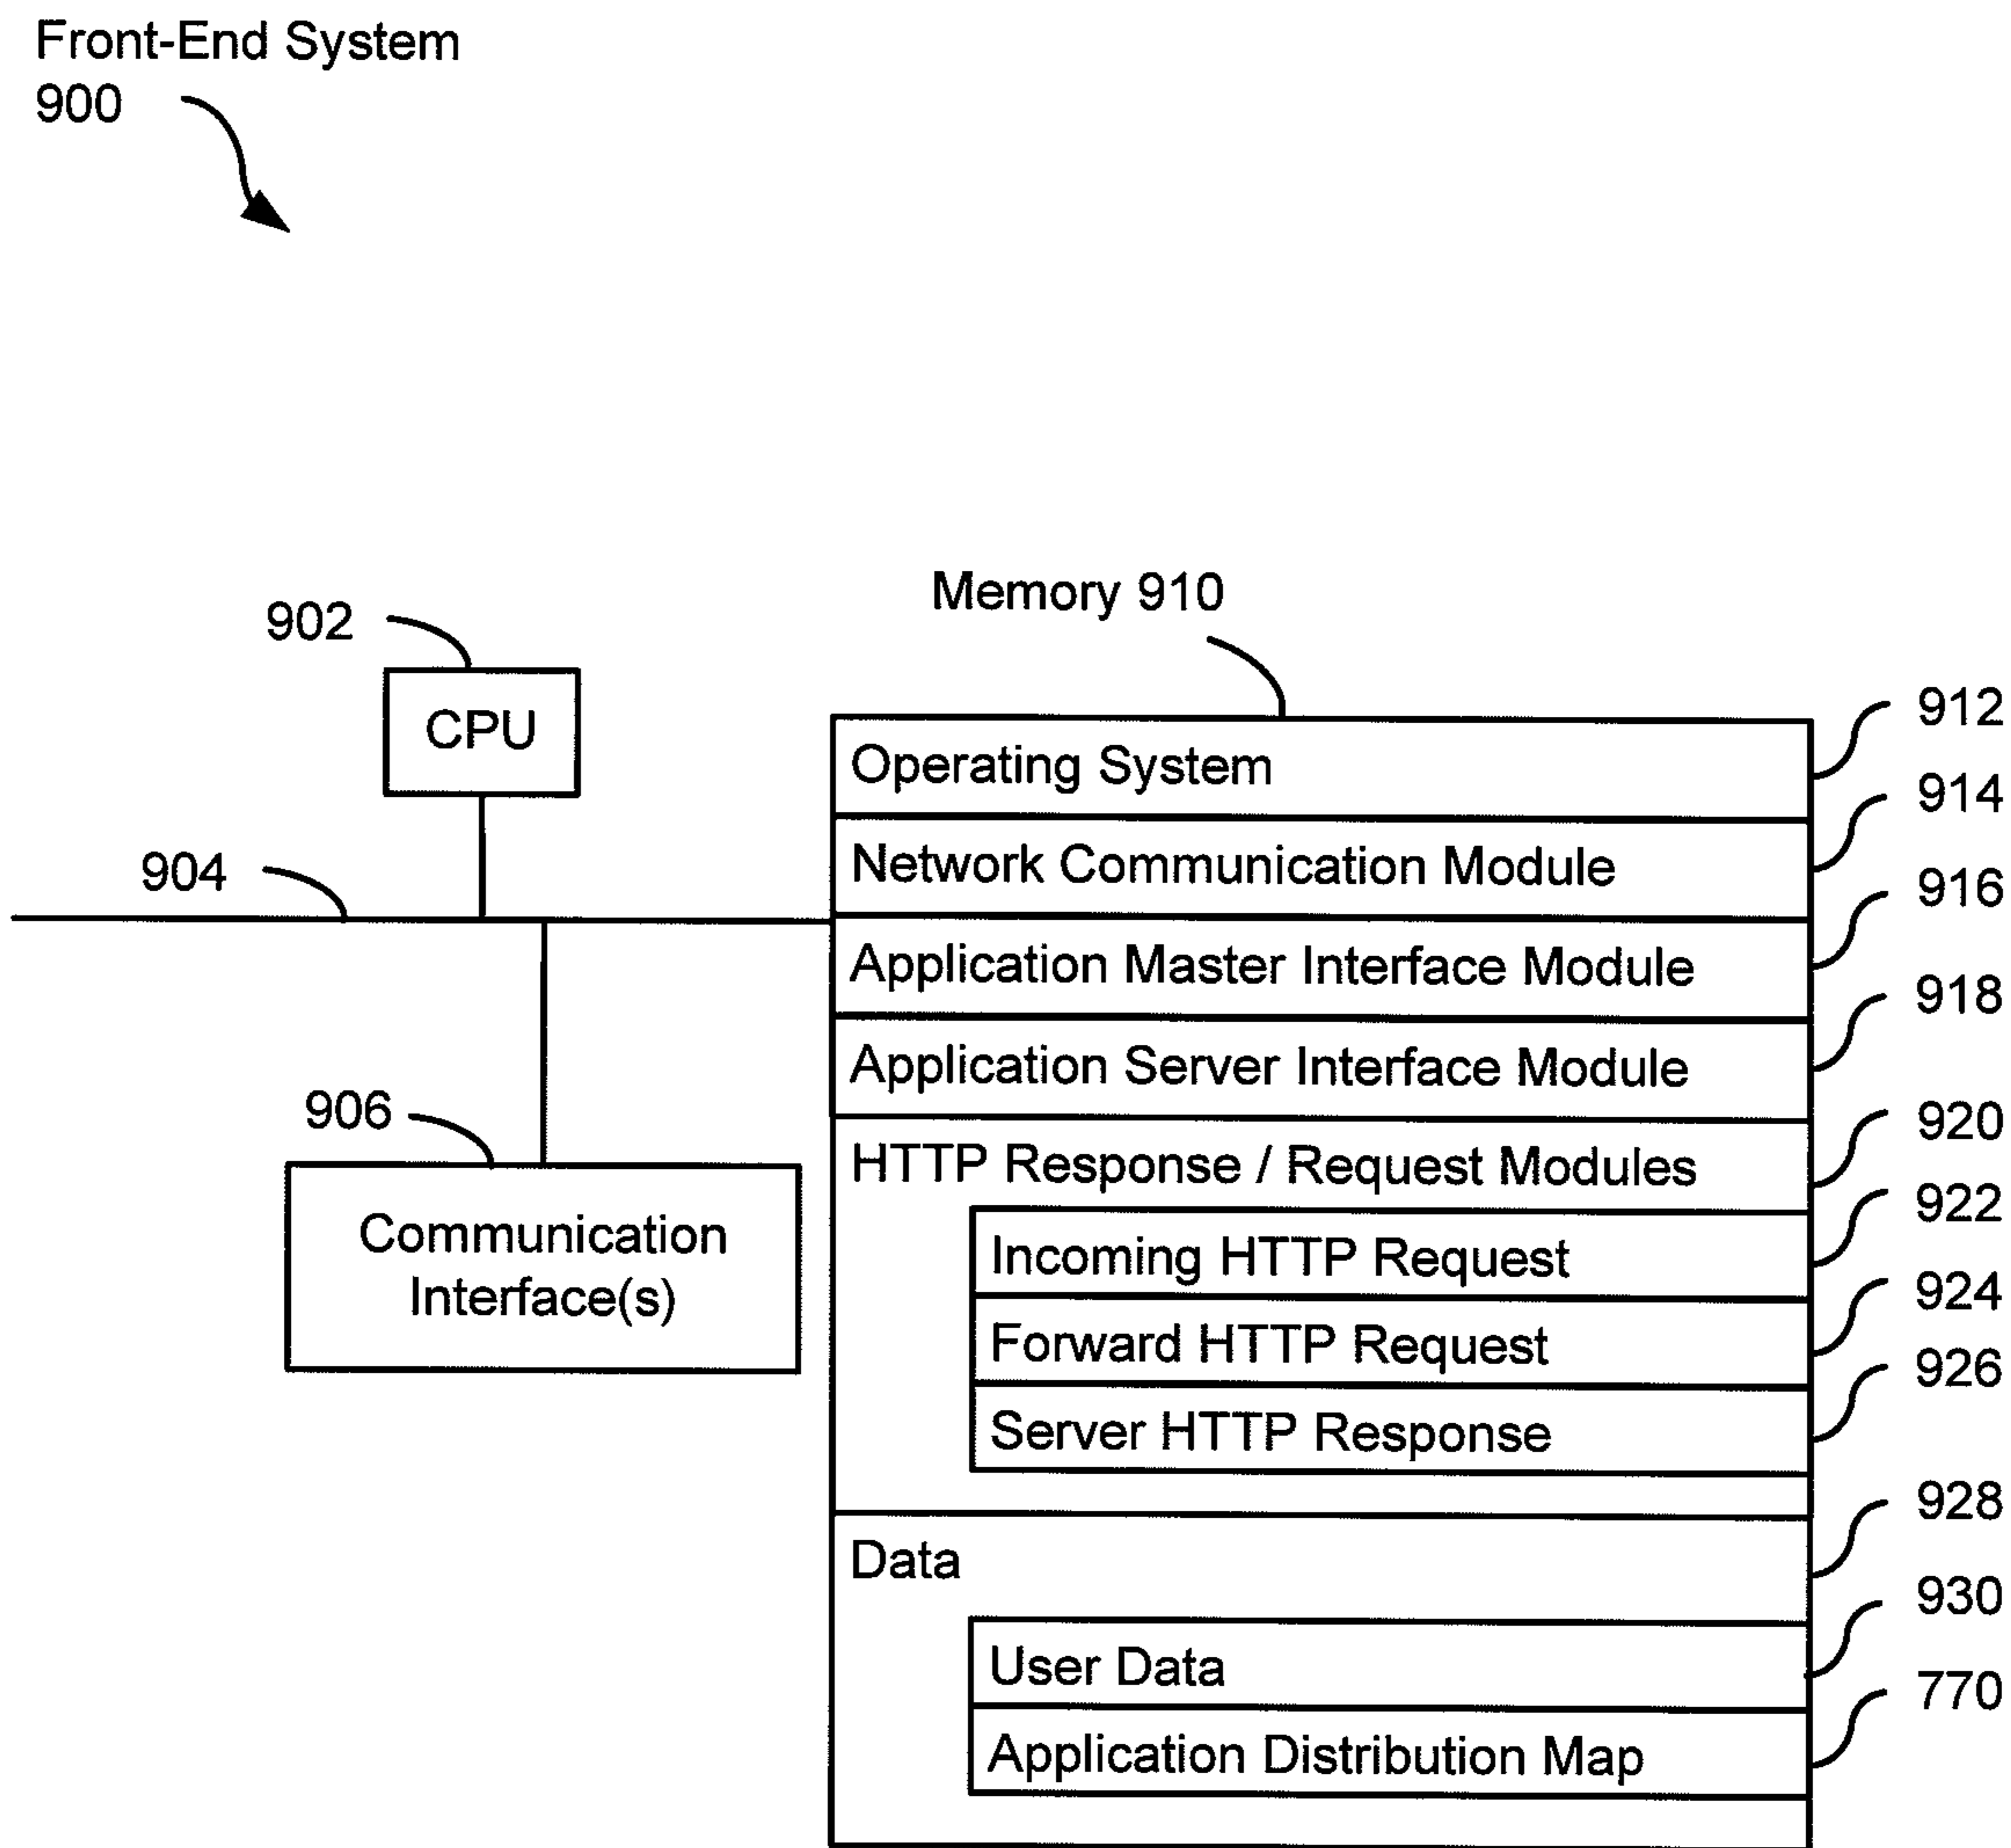 Front-End System
900
Memory 910
902
CPU
904
906
Communication
Interface(s)
Operating System
912
Network Communication Module
914
Application Master Interface Module
916
Application Server Interface Module
918
HTTP Response / Request Modules
920
Incoming HTTP Request
922
Forward HTTP Request
924
Server HTTP Response
926
Data
928
User Data
930
Application Distribution Map
770